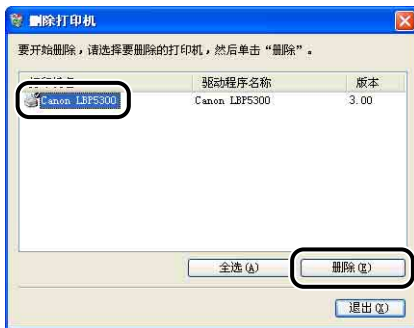 删除打印机
要开始删除，请选择要删除的打印机，然后单击“删除”。
驱动程序名称 版本
Canon LBP5300 Canon LBP5300 3.00
全选(A) 删除(E)
退出(X)